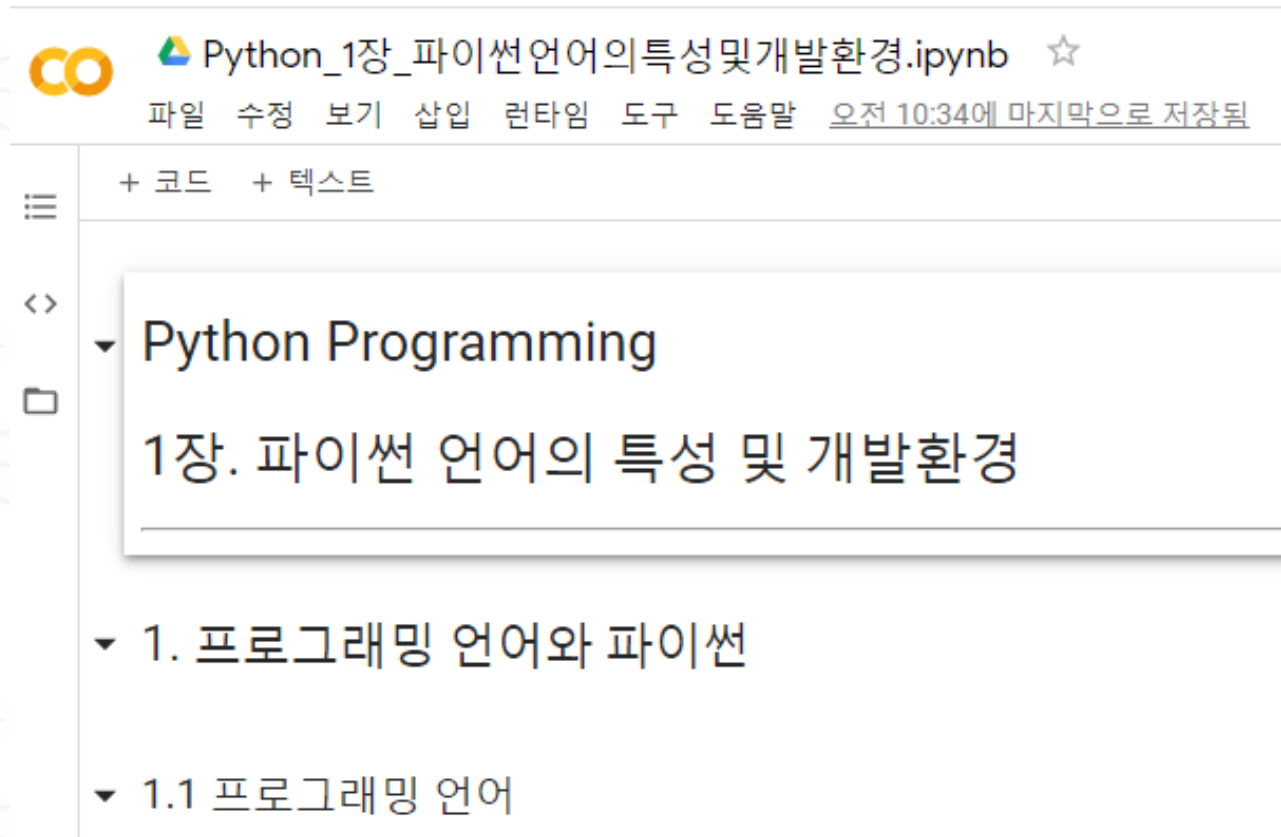 Python_1장_파이썬언어의특성및개발환경.ipynb
파일 수정 보기 삽입 런타임 도구 도움말 오전 10:34에 마지막으로 저장됨
+ 코드 + 텍스트
Python Programming
1장. 파이썬 언어의 특성 및 개발환경
1. 프로그래밍 언어와 파이썬
1.1 프로그래밍 언어